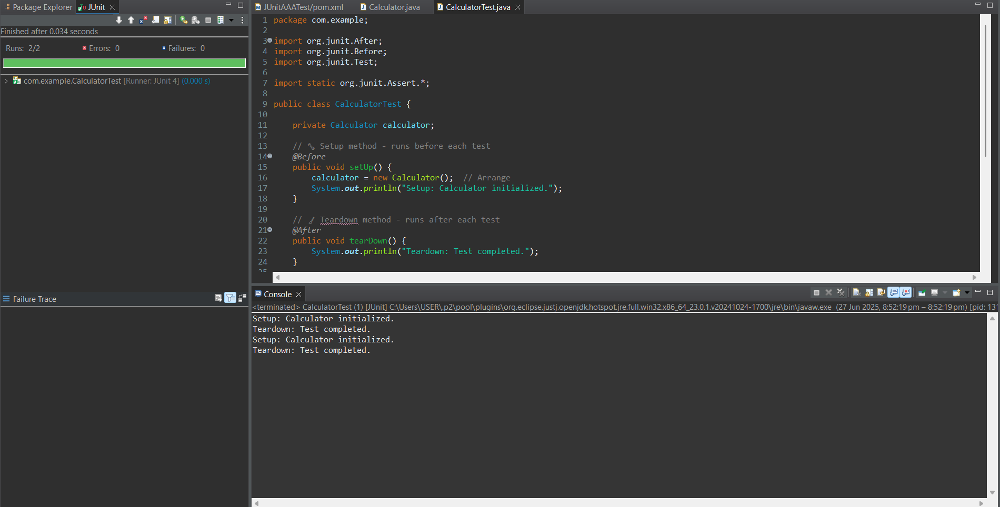 Package Explorer JUnit
Finished after 0.034 seconds
Runs: 2/2 Errors: 0 Failures: 0
com.example.CalculatorTest [Runner: JUnit 4] (0.000 s)
Failure Trace
JUnitAAATest/pom.xml Calculator.java CalculatorTest.java
1 package com.example;
2
3 import org.junit.After;
4 import org.junit.Before;
5 import org.junit.Test;
6
7 import static org.junit.Assert.*;
8
9 public class CalculatorTest {
10
11 private Calculator calculator;
12
13 // 🔧 Setup method - runs before each test
14 @Before
15 public void setUp() {
16 calculator = new Calculator(); // Arrange
17 System.out.println("Setup: Calculator initialized.");
18 }
19
20 // 🧹 Teardown method - runs after each test
21 @After
22 public void tearDown() {
23 System.out.println("Teardown: Test completed.");
24 }
25
Console
<terminated> CalculatorTest (1) [JUnit] C:\Users\USER\.p2\pool\plugins\org.eclipse.justj.openjdk.hotspot.jre.full.win32.x86_64_23.0.1.v20241024-1700\jre\bin\javaw.exe (27 Jun 2025, 8:52:19 pm – 8:52:19 pm) [pid: 131
Setup: Calculator initialized.
Teardown: Test completed.
Setup: Calculator initialized.
Teardown: Test completed.